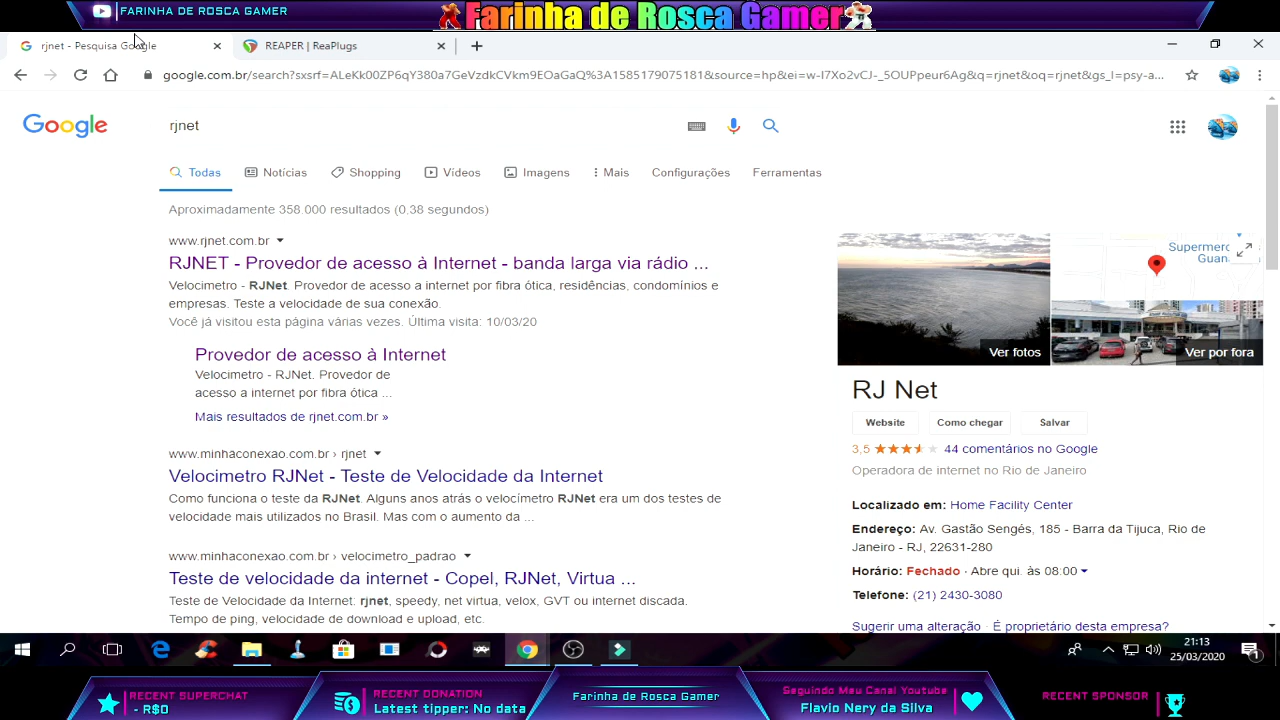 FARINHA DE ROSCA GAMER
Farinha de Rosca Gamer
rjnet - Pesquisa Google
REAPER | ReaPlugs
google.com.br/search?sxsrf=ALeKk00ZP6qY380a7GeVzdkCVkm9EOaGaQ%3A1585179075181&source=hp&ei=w-I7Xo2vCJ-_5OUPpeur6Ag&q=rjnet&oq=rjnet&gs_l=psy-a...
Google
rjnet
Todas
Notícias
Shopping
Vídeos
Imagens
Mais
Configurações
Ferramentas
Aproximadamente 358.000 resultados (0,38 segundos)
www.rjnet.com.br
RJNET - Provedor de acesso à Internet - banda larga via rádio ...
Velocimetro - RJNet. Provedor de acesso a internet por fibra ótica, residências, condomínios e
empresas. Teste a velocidade de sua conexão.
Você já visitou esta página várias vezes. Última visita: 10/03/20
Provedor de acesso à Internet
Velocimetro - RJNet. Provedor de
acesso a internet por fibra ótica ...
Mais resultados de rjnet.com.br »
www.minhaconexao.com.br › rjnet
Velocimetro RJNet - Teste de Velocidade da Internet
Como funciona o teste da RJNet. Alguns anos atrás o velocímetro RJNet era um dos testes de
velocidade mais utilizados no Brasil. Mas com o aumento da ...
www.minhaconexao.com.br › velocimetro_padrao
Teste de velocidade da internet - Copel, RJNet, Virtua ...
Teste de Velocidade da Internet: rjnet, speedy, net virtua, velox, GVT ou internet discada.
Tempo de ping, velocidade de download e upload, etc.
Supermerc
Guan
Ver fotos
Ver por fora
RJ Net
Website
Como chegar
Salvar
3,5
44 comentários no Google
Operadora de internet no Rio de Janeiro
Localizado em: Home Facility Center
Endereço: Av. Gastão Sengés, 185 - Barra da Tijuca, Rio de
Janeiro - RJ, 22631-280
Horário: Fechado · Abre qui. às 08:00
Telefone: (21) 2430-3080
Sugerir uma alteração · É proprietário desta empresa?
21:13
25/03/2020
1
RECENT SUPERCHAT
- R$0
RECENT DONATION
Latest tipper: No data
Farinha de Rosca Gamer
Seguindo Meu Canal Youtube
Flavio Nery da Silva
RECENT SPONSOR